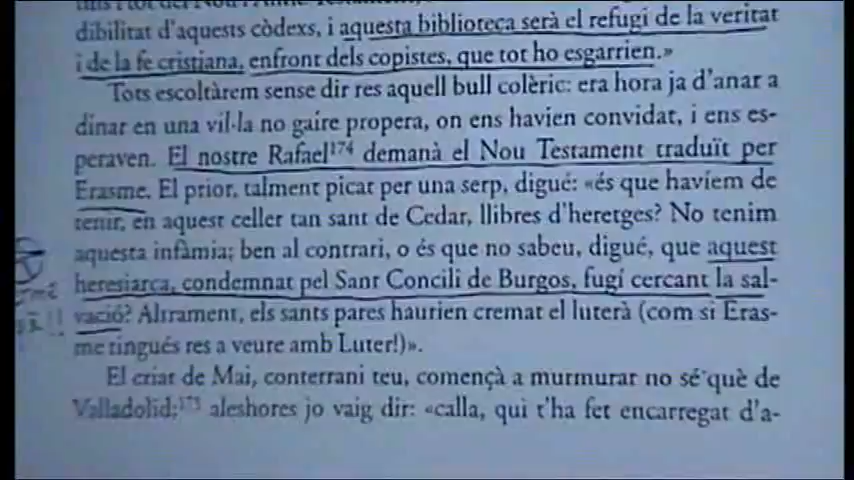 dibilitat d'aquests còdexs, i aquesta biblioteca serà el refugi de la veritat
i de la fe cristiana, enfront dels copistes, que tot ho esgarrien.»
Tots escoltàrem sense dir res aquell bull colèric: era hora ja d'anar a
dinar en una vil·la no gaire propera, on ens havien convidat, i ens es-
peraven. El nostre Rafael¹⁷⁴ demanà el Nou Testament traduït per
Erasme. El prior, talment picat per una serp, digué: «és que havíem de
tenir, en aquest celler tan sant de Cedar, llibres d'heretges? No tenim
aquesta infàmia; ben al contrari, o és que no sabeu, digué, que aquest
heresiarca, condemnat pel Sant Concili de Burgos, fugí cercant la sal-
vació? Altrament, els sants pares haurien cremat el luterà (com si Eras-
me tingués res a veure amb Luter!)».
El criat de Mai, conterrani teu, començà a murmurar no sé què de
Valladolid;¹⁷⁵ aleshores jo vaig dir: «calla, qui t'ha fet encarregat d'a-